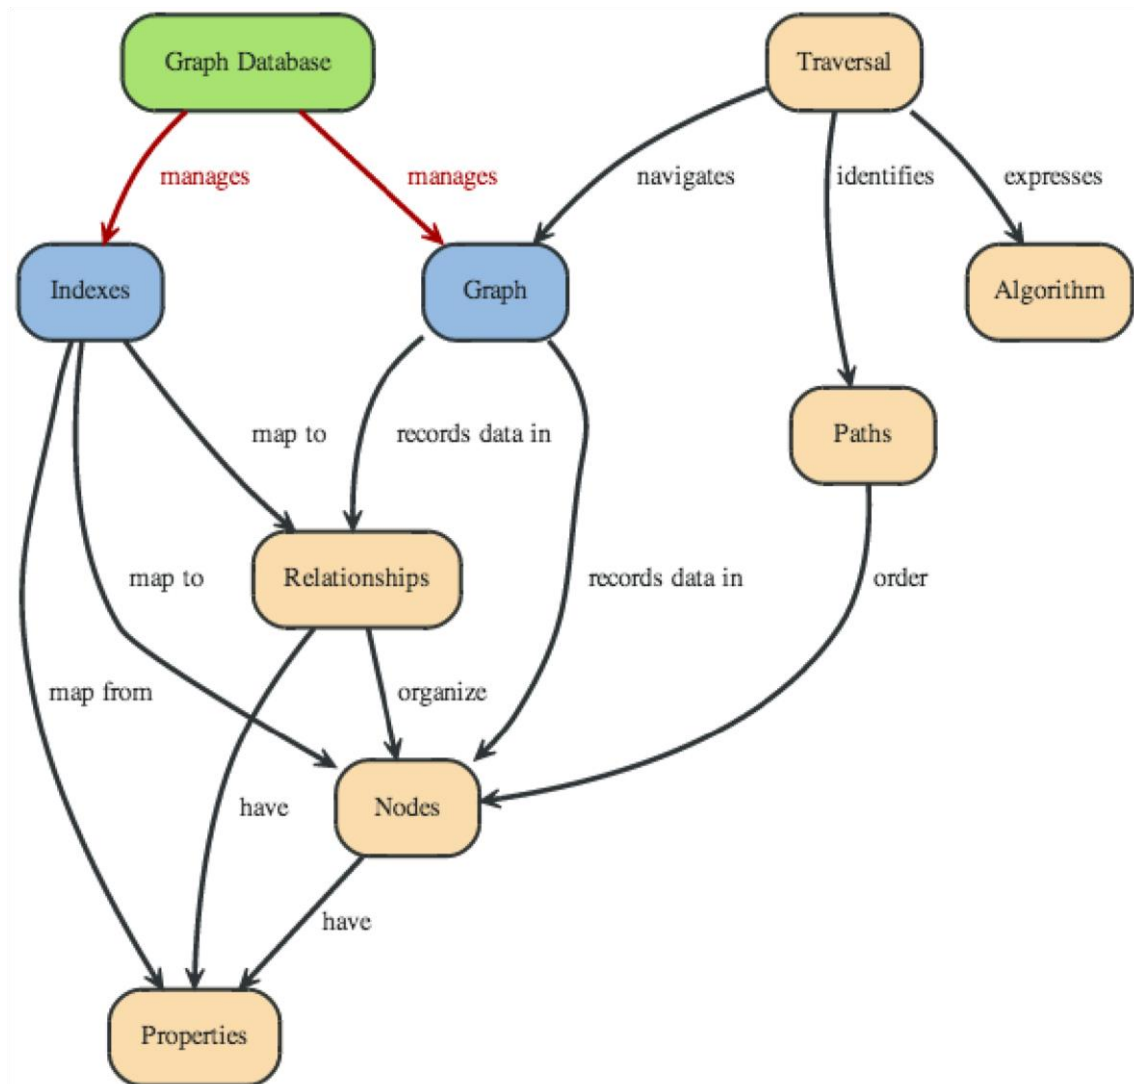 Graph Database
Traversal
manages
manages
navigates
identifies
expresses
Indexes
Graph
Algorithm
map to
records data in
Paths
Relationships
map to
records data in
order
map from
organize
have
Nodes
have
Properties